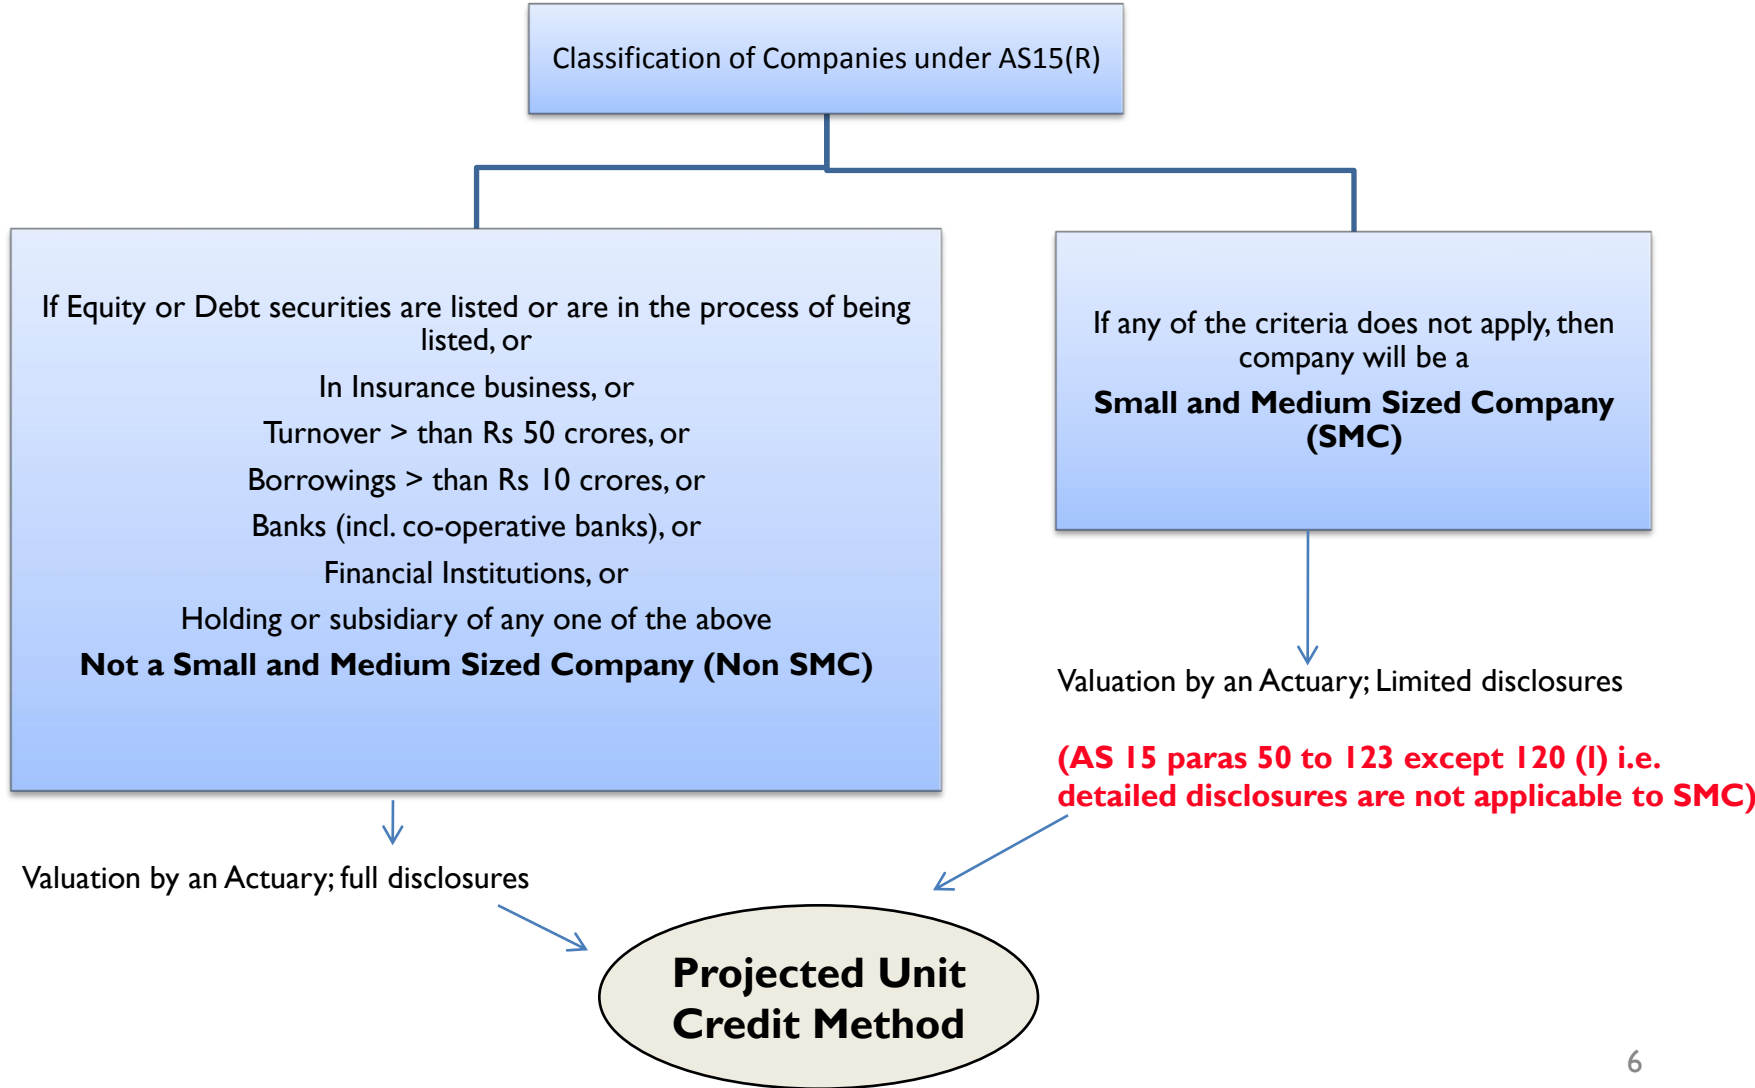 Classification of Companies under AS15(R)
If Equity or Debt securities are listed or are in the process of being
listed, or
In Insurance business, or
Turnover > than Rs 50 crores, or
Borrowings > than Rs 10 crores, or
Banks (incl. co-operative banks), or
Financial Institutions, or
Holding or subsidiary of any one of the above
Not a Small and Medium Sized Company (Non SMC)
If any of the criteria does not apply, then
company will be a
Small and Medium Sized Company
(SMC)
Valuation by an Actuary; Limited disclosures
(AS 15 paras 50 to 123 except 120 (l) i.e.
detailed disclosures are not applicable to SMC)
Valuation by an Actuary; full disclosures
Projected Unit
Credit Method
6